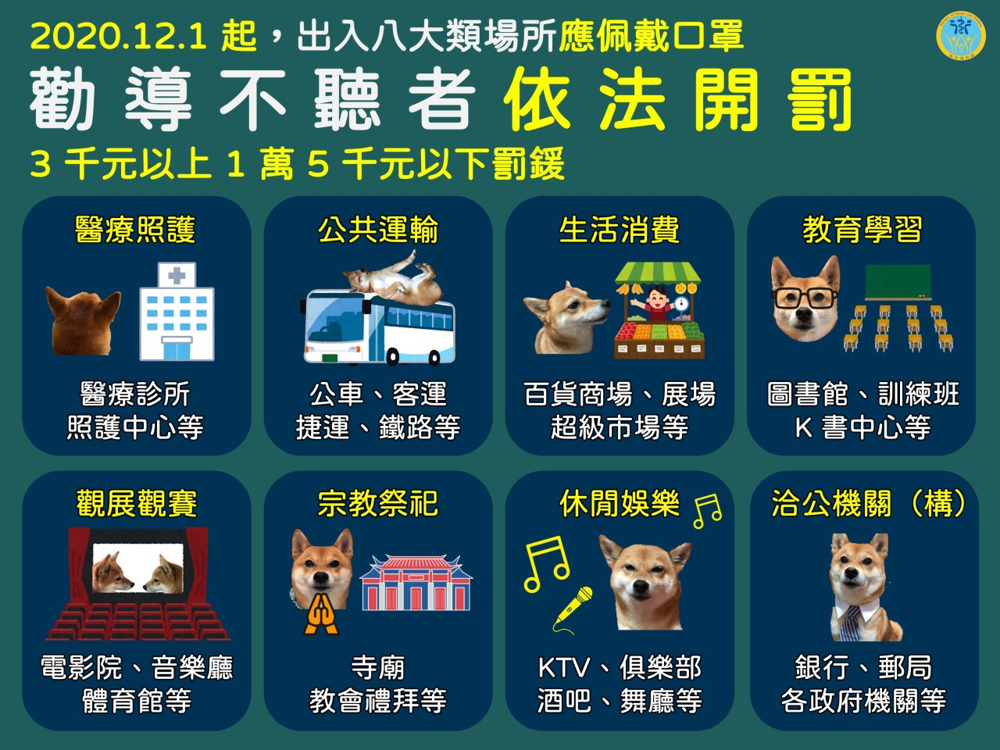 2020.12.1 起，出入八大類場所應佩戴口罩
勸導不聽者依法開罰
3 千元以上 1 萬 5 千元以下罰鍰
醫療照護
醫療診所
照護中心等
公共運輸
公車、客運
捷運、鐵路等
生活消費
百貨商場、展場
超級市場等
教育學習
圖書館、訓練班
K 書中心等
觀展觀賽
電影院、音樂廳
體育館等
宗教祭祀
寺廟
教會禮拜等
休閒娛樂
KTV、俱樂部
酒吧、舞廳等
洽公機關（構）
銀行、郵局
各政府機關等